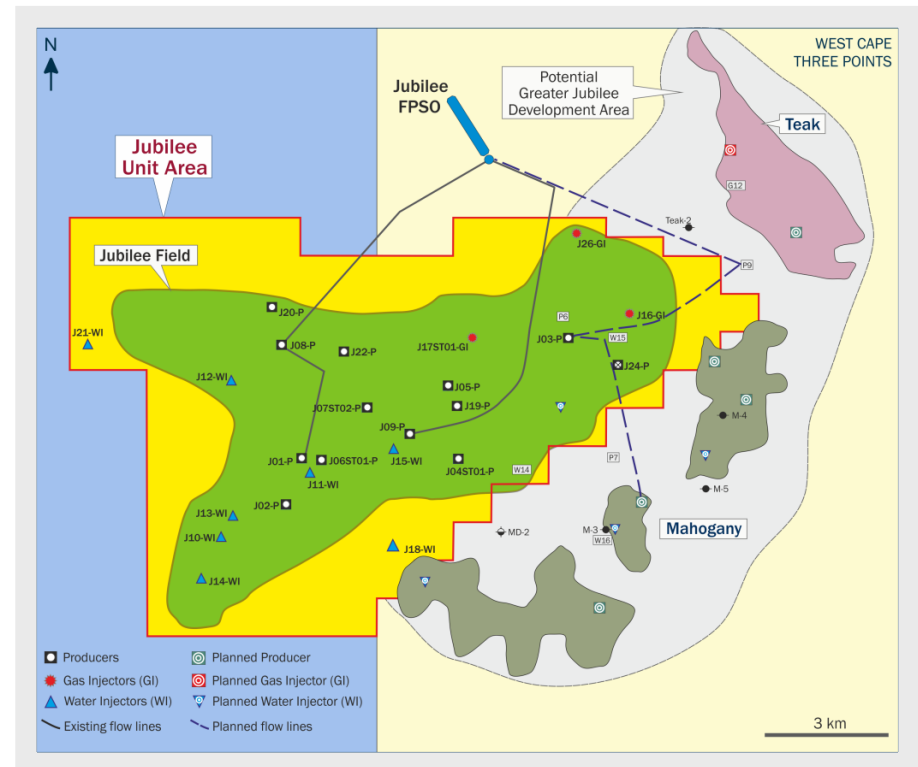 N
WEST CAPE
THREE POINTS
Jubilee
FPSO
Potential
Greater Jubilee
Development Area
Teak
Jubilee
Unit Area
G12
Teak-2
J26-GI
Jubilee Field
P9
J20-P
J16-GI
P6
J21-WI
J08-P
J17ST01-GI
J03-P
W15
J22-P
J24-P
J12-WI
J05-P
J07ST02-P
J19-P
M-4
J09-P
J15-WI
J01-P
J06ST01-P
J04ST01-P
W14
P7
J11-WI
M-5
J02-P
J13-WI
Mahogany
J10-WI
MD-2
M-3
W16
J18-WI
J14-WI
Producers
Planned Producer
Gas Injectors (GI)
Planned Gas Injector (GI)
Water Injectors (WI)
Planned Water Injector (WI)
Existing flow lines
Planned flow lines
3 km